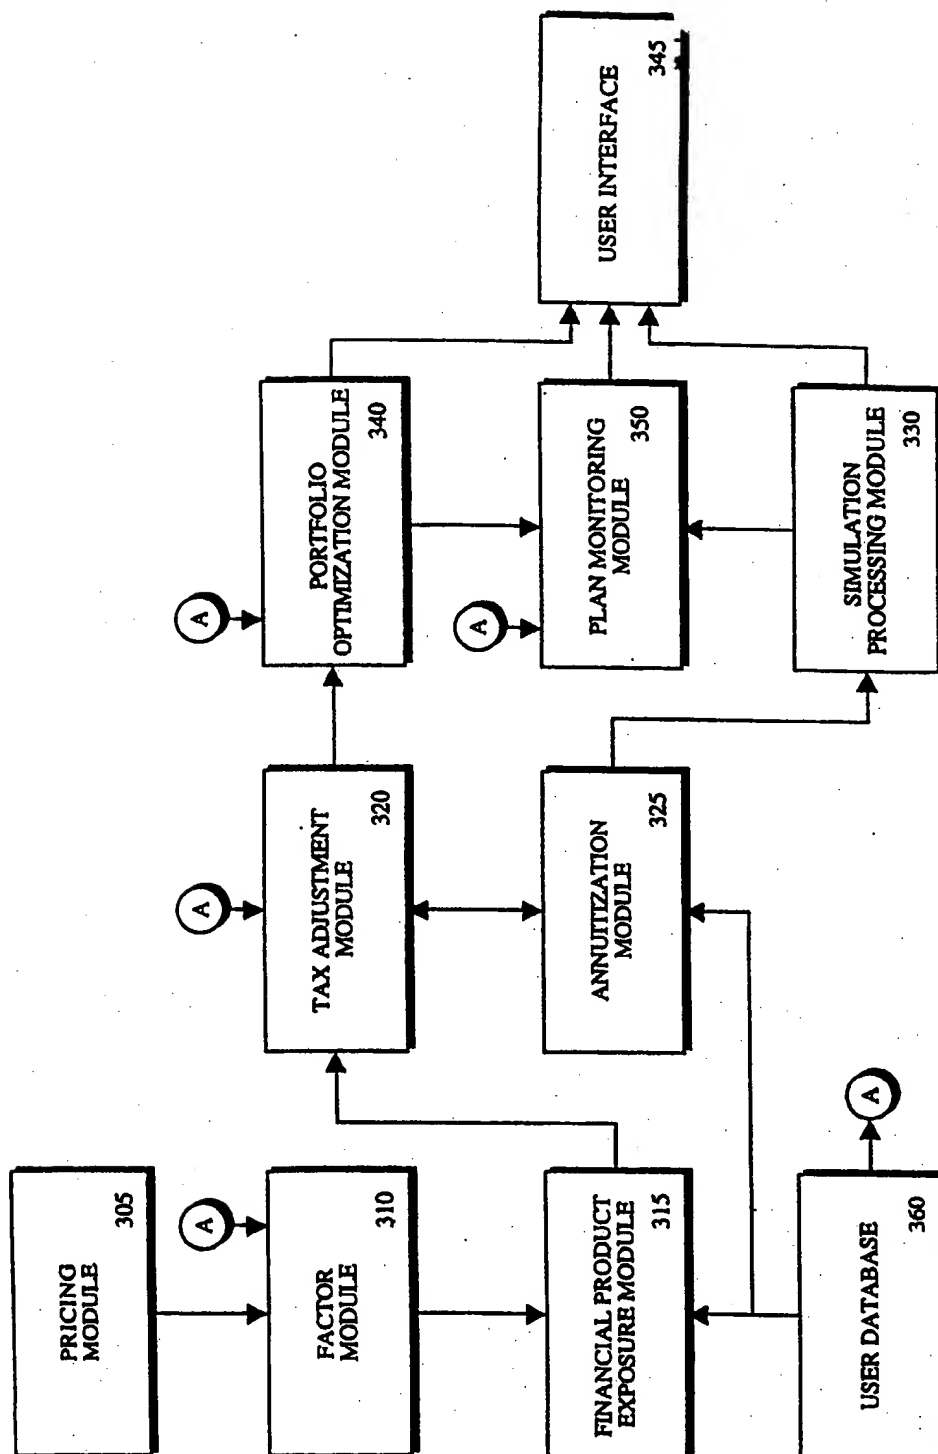 PRICING
MODULE
305
A
FACTOR
MODULE
310
FINANCIAL PRODUCT
EXPOSURE MODULE
315
USER DATABASE
360
A
A
TAX ADJUSTMENT
MODULE
320
ANNUITIZATION
MODULE
325
A
PORTFOLIO
OPTIMIZATION MODULE
340
A
PLAN MONITORING
MODULE
350
SIMULATION
PROCESSING MODULE
330
USER INTERFACE
345